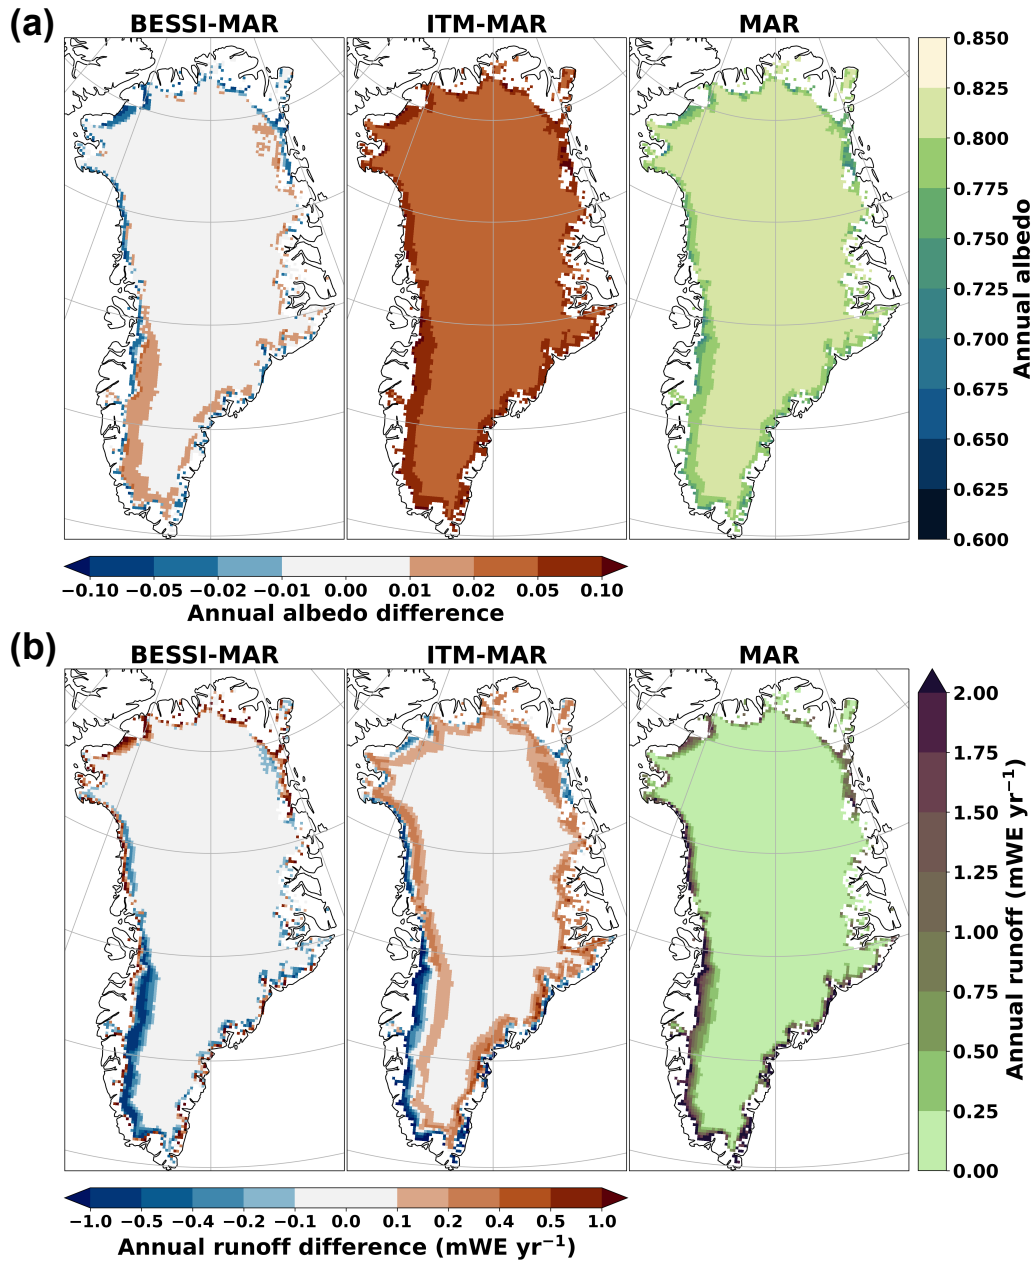 (a)
BESSI-MAR
ITM-MAR
MAR
0.850
0.825
0.800
0.775
0.750
0.725
0.700
0.675
0.650
0.625
0.600
Annual albedo
−0.10 −0.05 −0.02 −0.01 0.00 0.01 0.02 0.05 0.10
Annual albedo difference
(b)
BESSI-MAR
ITM-MAR
MAR
2.00
1.75
1.50
1.25
1.00
0.75
0.50
0.25
0.00
Annual runoff (mWE yr⁻¹)
−1.0 −0.5 −0.4 −0.2 −0.1 0.0 0.1 0.2 0.4 0.5 1.0
Annual runoff difference (mWE yr⁻¹)